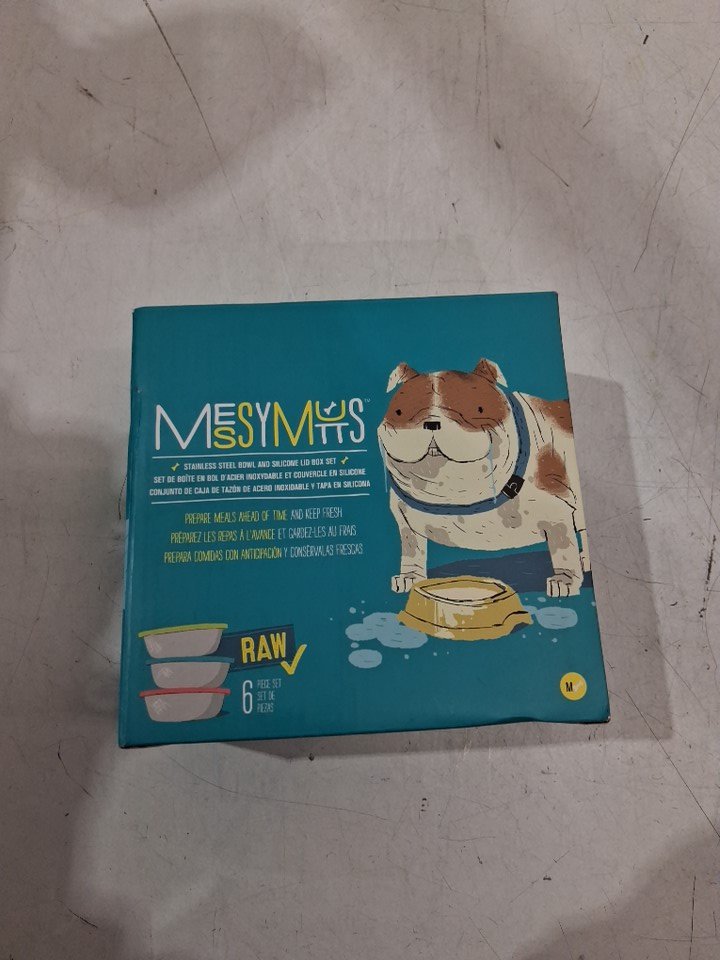 MESSYMUTTS™
STAINLESS STEEL BOWL AND SILICONE LID BOX SET
SET DE BOÎTE EN BOL D'ACIER INOXYDABLE ET COUVERCLE EN SILICONE
CONJUNTO DE CAJA DE TAZÓN DE ACERO INOXIDABLE Y TAPA EN SILICONA
PREPARE MEALS AHEAD OF TIME AND KEEP FRESH
PRÉPAREZ LES REPAS À L'AVANCE ET GARDEZ-LES AU FRAIS
PREPARA COMIDAS CON ANTICIPACIÓN Y CONSÉRVALAS FRESCAS
RAW
6 PIECE SET
SET DE
PIEZAS
M